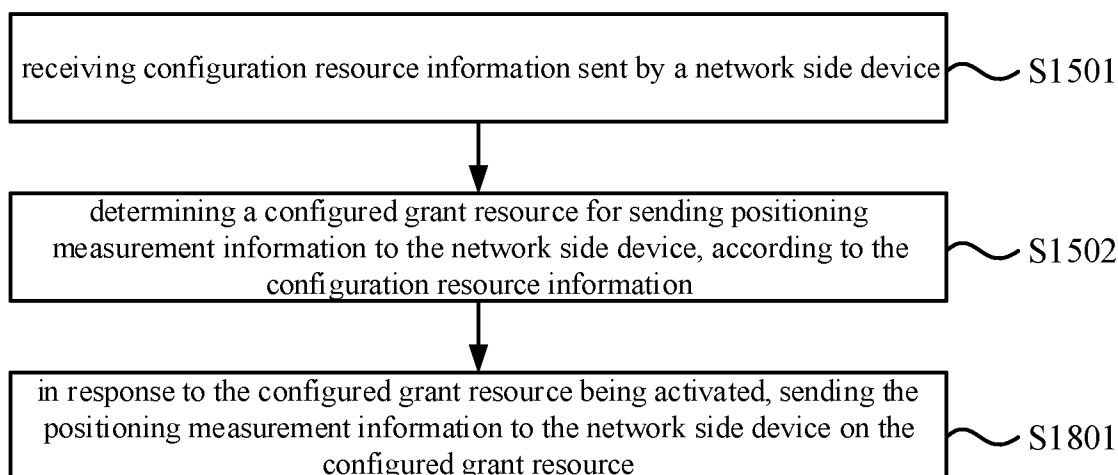 receiving configuration resource information sent by a network side device
S1501
determining a configured grant resource for sending positioning
measurement information to the network side device, according to the
configuration resource information
S1502
in response to the configured grant resource being activated, sending the
positioning measurement information to the network side device on the
configured grant resource
S1801